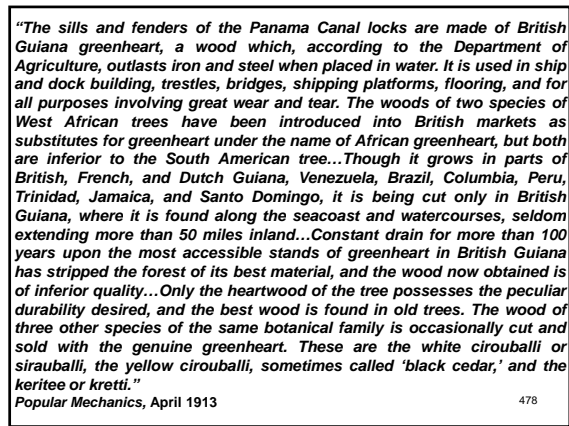 “The sills and fenders of the Panama Canal locks are made of British
Guiana greenheart, a wood which, according to the Department of
Agriculture, outlasts iron and steel when placed in water. It is used in ship
and dock building, trestles, bridges, shipping platforms, flooring, and for
all purposes involving great wear and tear. The woods of two species of
West African trees have been introduced into British markets as
substitutes for greenheart under the name of African greenheart, but both
are inferior to the South American tree…Though it grows in parts of
British, French, and Dutch Guiana, Venezuela, Brazil, Columbia, Peru,
Trinidad, Jamaica, and Santo Domingo, it is being cut only in British
Guiana, where it is found along the seacoast and watercourses, seldom
extending more than 50 miles inland…Constant drain for more than 100
years upon the most accessible stands of greenheart in British Guiana
has stripped the forest of its best material, and the wood now obtained is
of inferior quality…Only the heartwood of the tree possesses the peculiar
durability desired, and the best wood is found in old trees. The wood of
three other species of the same botanical family is occasionally cut and
sold with the genuine greenheart. These are the white cirouballi or
sirauballi, the yellow cirouballi, sometimes called ‘black cedar,’ and the
keritee or kretti.”
Popular Mechanics, April 1913
478